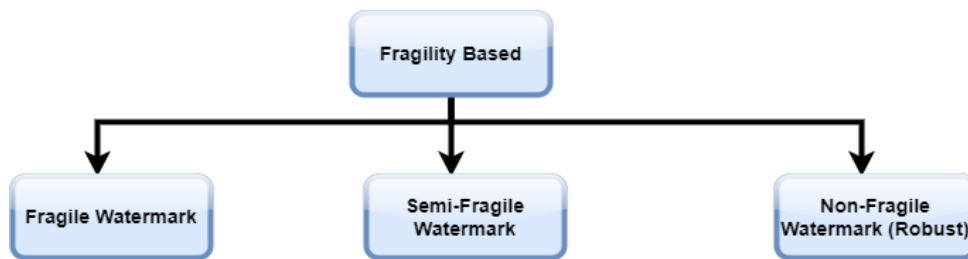 Fragility Based
Fragile Watermark
Semi-Fragile
Watermark
Non-Fragile
Watermark (Robust)